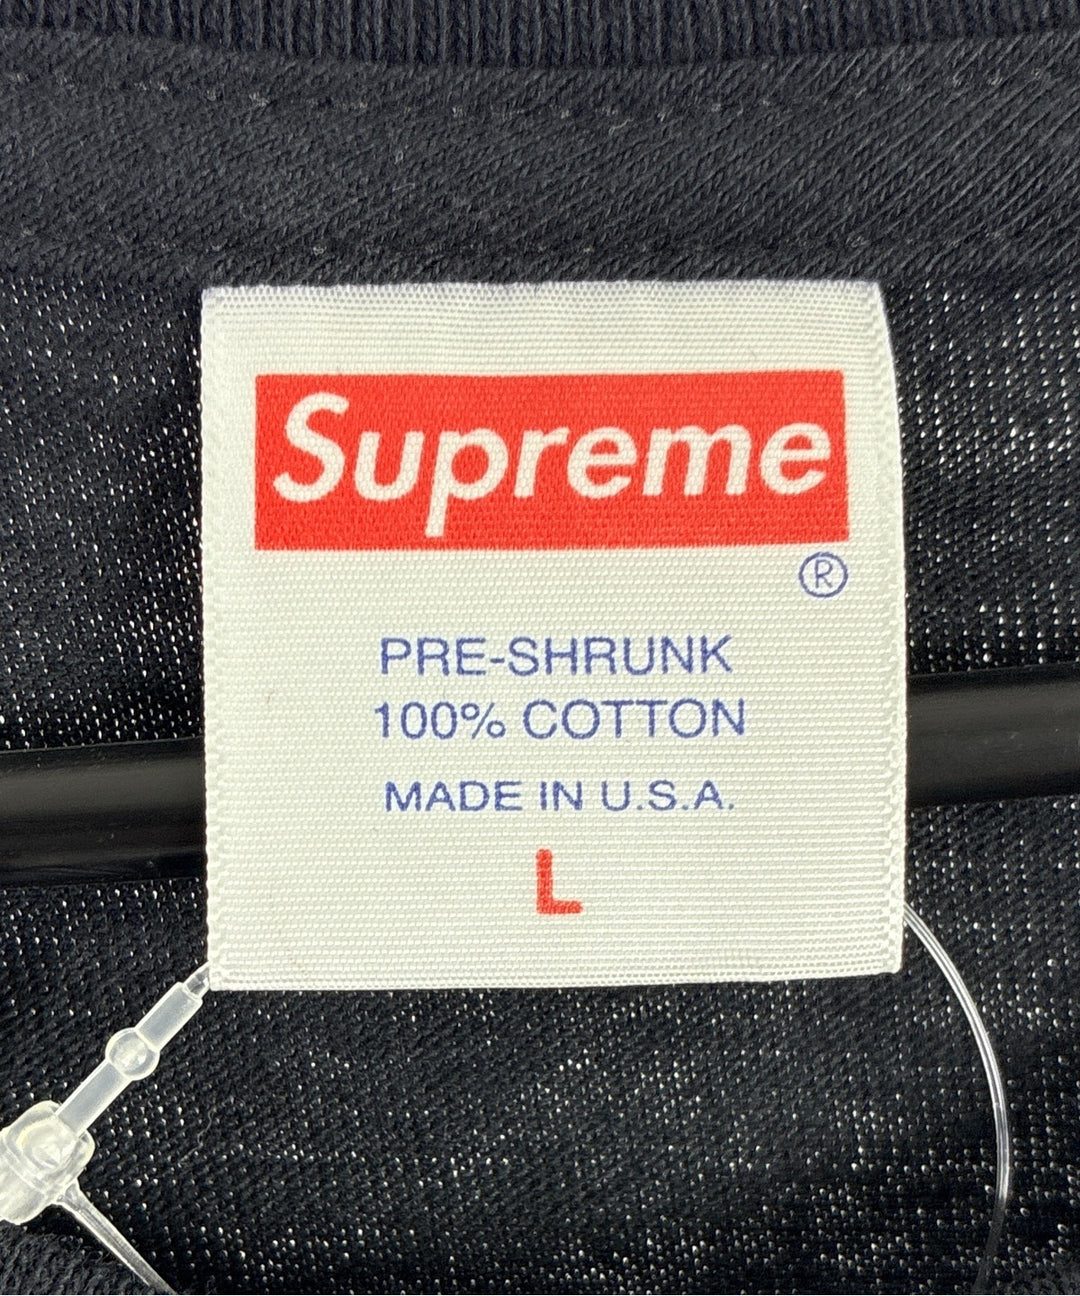 Supreme
®
PRE-SHRUNK
100% COTTON
MADE IN U.S.A.
L